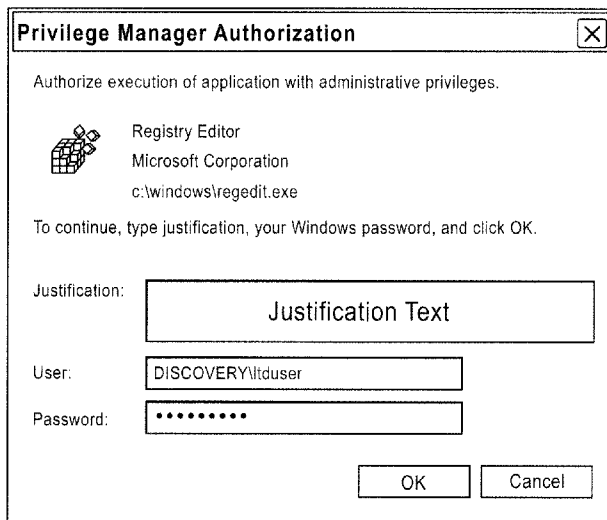 Privilege Manager Authorization
Authorize execution of application with administrative privileges.
Registry Editor
Microsoft Corporation
c:\windows\regedit.exe
To continue, type justification, your Windows password, and click OK.
Justification:
Justification Text
User:
DISCOVERY\ltduser
Password:
•••••••••
OK
Cancel